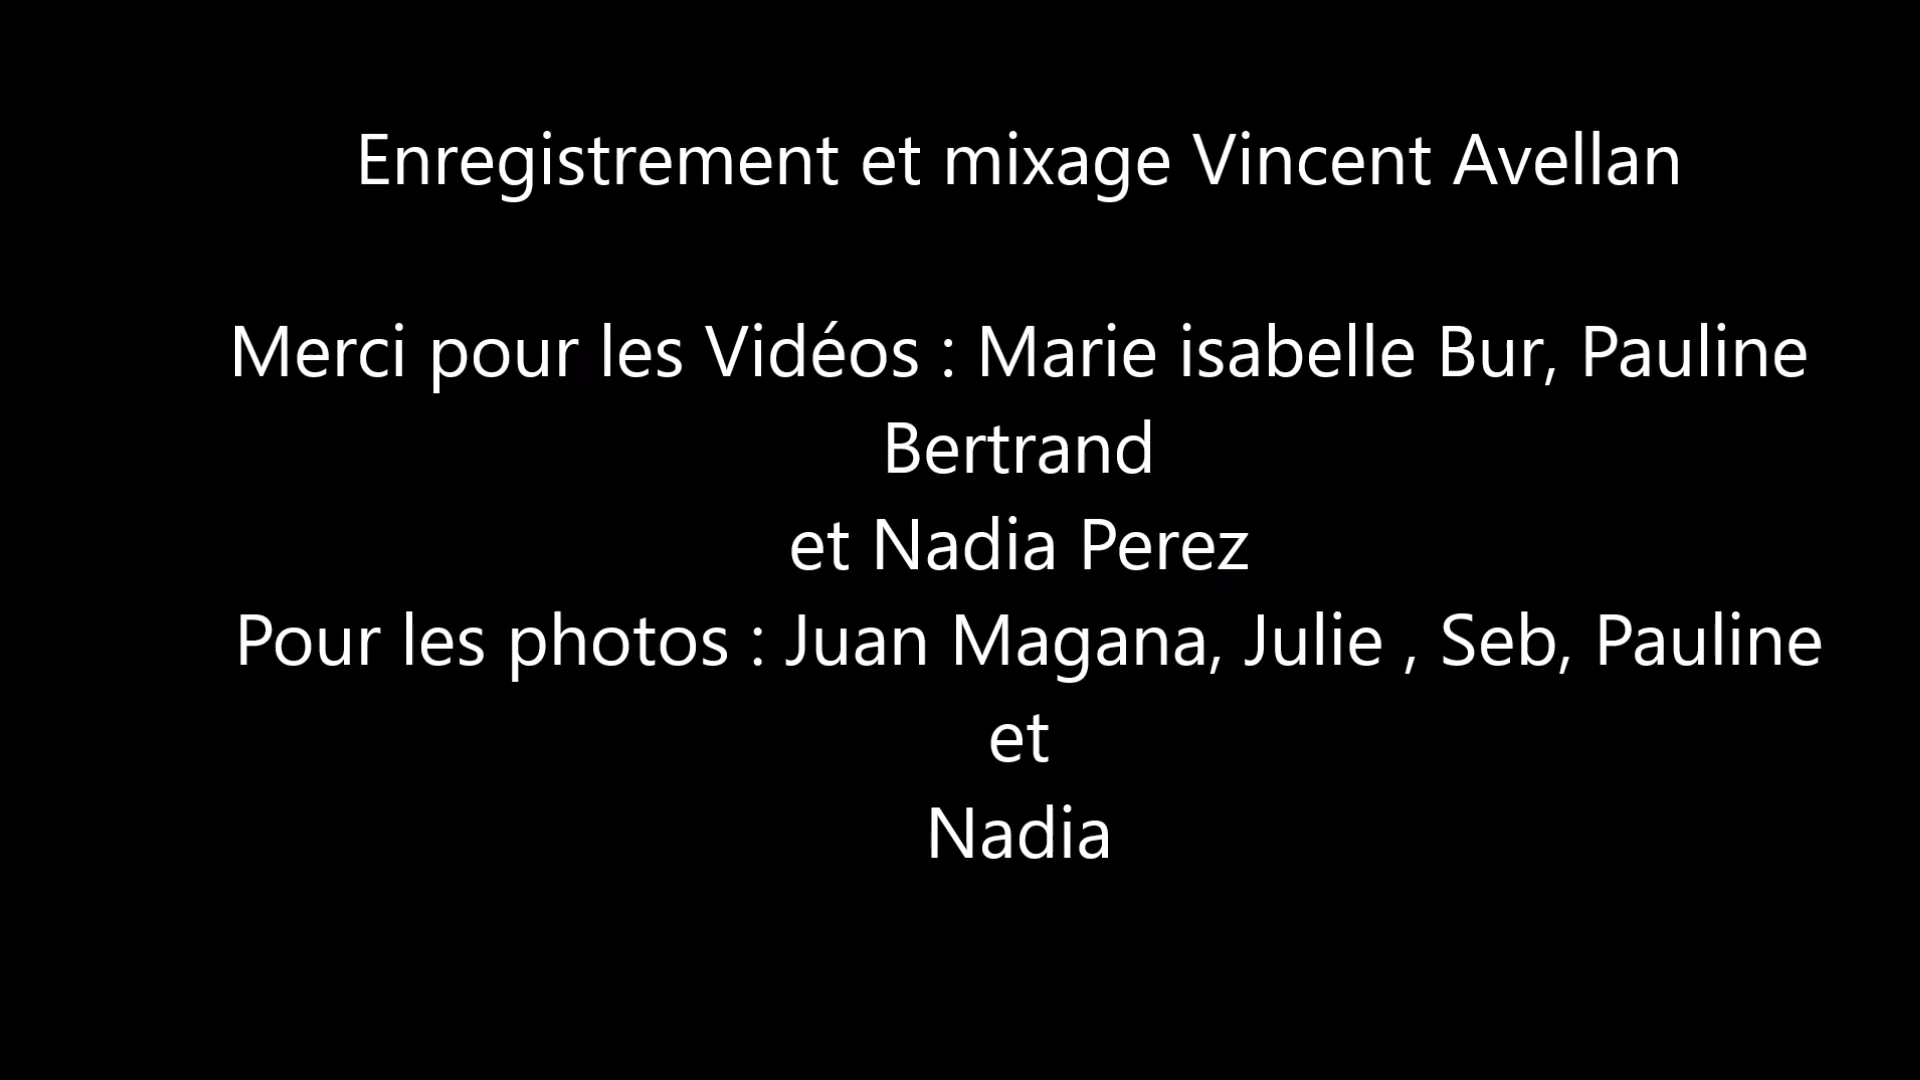 Enregistrement et mixage Vincent Avellan
Merci pour les Vidéos : Marie isabelle Bur, Pauline
Bertrand
et Nadia Perez
Pour les photos : Juan Magana, Julie , Seb, Pauline
et
Nadia